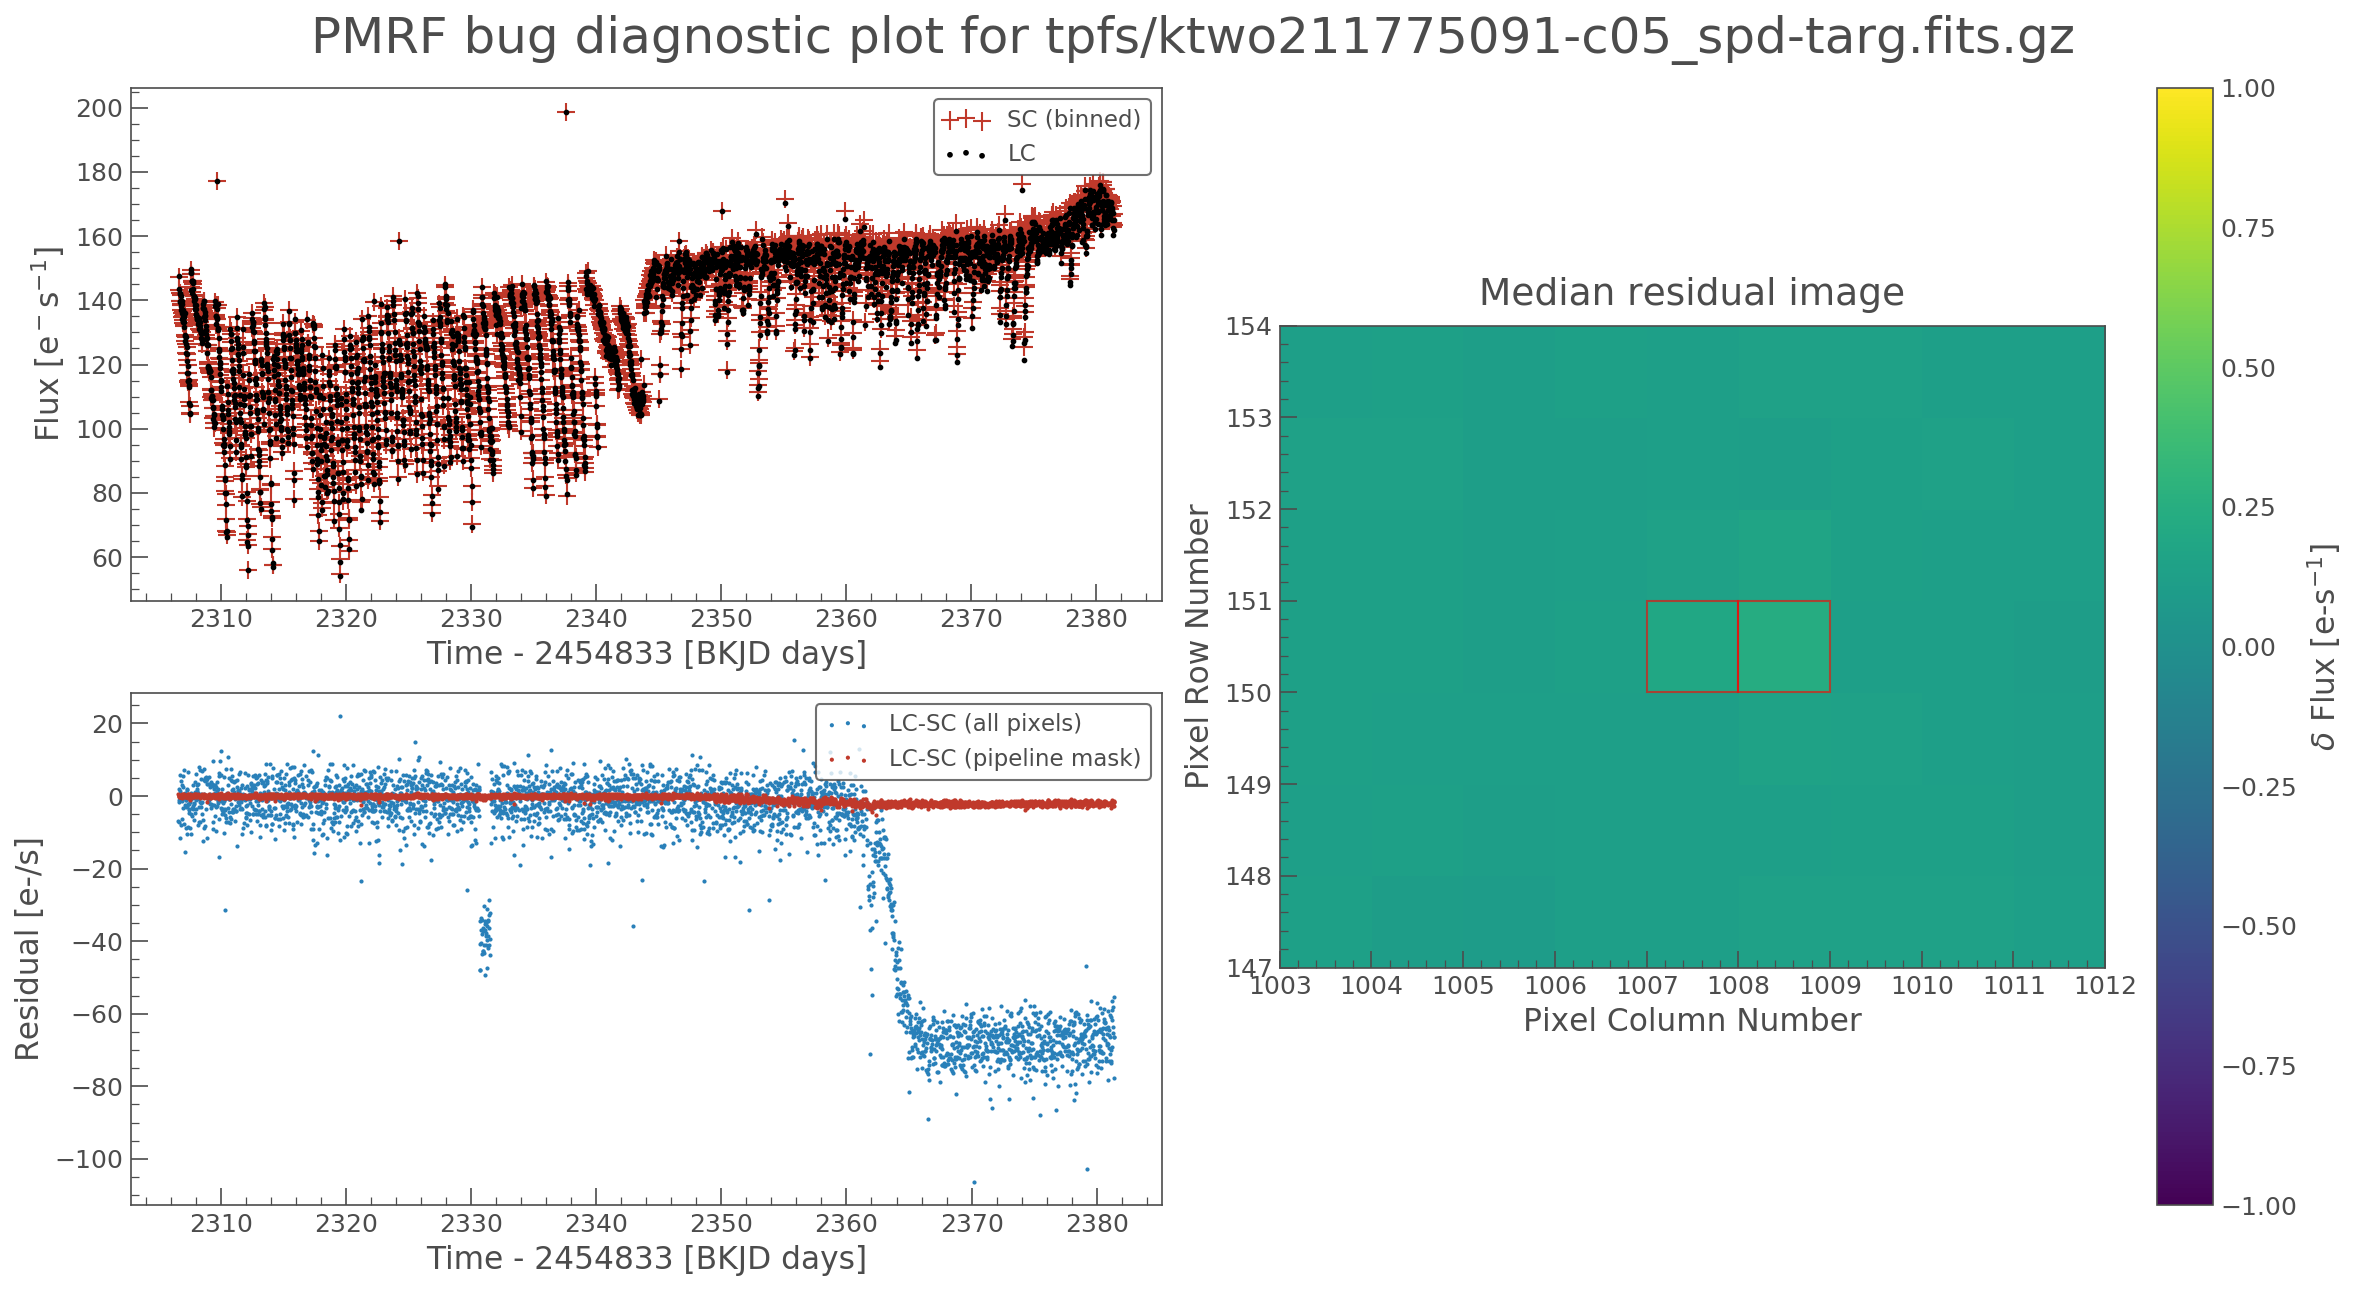 PMRF bug diagnostic plot for tpfs/ktwo211775091-c05_spd-targ.fits.gz
SC (binned)
LC
Flux [e⁻ s⁻¹]
200
180
160
140
120
100
80
60
2310 2320 2330 2340 2350 2360 2370 2380
Time - 2454833 [BKJD days]
LC-SC (all pixels)
LC-SC (pipeline mask)
Residual [e-/s]
20
0
−20
−40
−60
−80
−100
2310 2320 2330 2340 2350 2360 2370 2380
Time - 2454833 [BKJD days]
Median residual image
Pixel Row Number
154
153
152
151
150
149
148
147
1003 1004 1005 1006 1007 1008 1009 1010 1011 1012
Pixel Column Number
1.00
0.75
0.50
0.25
0.00
−0.25
−0.50
−0.75
−1.00
δ Flux [e-s⁻¹]